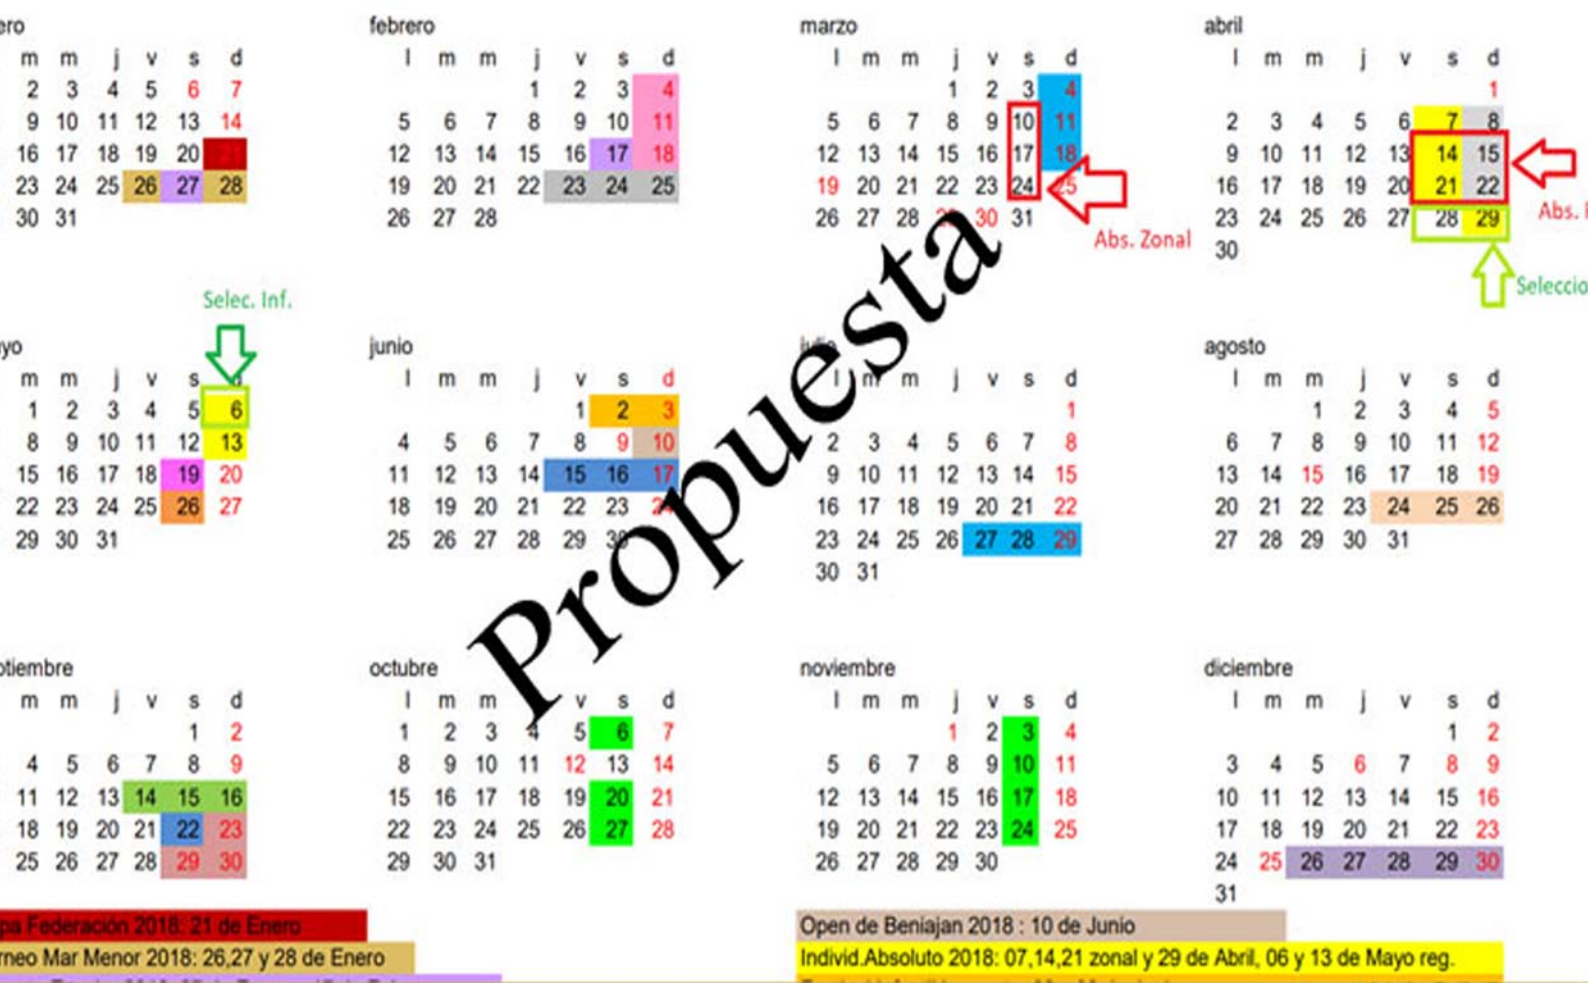 ero febrero marzo abril
m m j v s d l m m j v s d l m m j v s d l m m j v s d
2 3 4 5 6 7 1 2 3 4 1 2 3 4 1
9 10 11 12 13 14 5 6 7 8 9 10 11 5 6 7 8 9 10 11 2 3 4 5 6 7 8
16 17 18 19 20 21 12 13 14 15 16 17 18 12 13 14 15 16 17 18 9 10 11 12 13 14 15
23 24 25 26 27 28 19 20 21 22 23 24 25 19 20 21 22 23 24 25 16 17 18 19 20 21 22
30 31 26 27 28 26 27 28 29 30 31 23 24 25 26 27 28 29
30
Abs. Zonal
Abs.
Seleccio
Selec. Inf.
Propuesta
yo junio julio agosto
m m j v s d l m m j v s d l m m j v s d l m m j v s d
1 2 3 4 5 6 1 2 3 1 1 2 3 4 5
8 9 10 11 12 13 4 5 6 7 8 9 10 2 3 4 5 6 7 8 6 7 8 9 10 11 12
15 16 17 18 19 20 11 12 13 14 15 16 17 9 10 11 12 13 14 15 13 14 15 16 17 18 19
22 23 24 25 26 27 18 19 20 21 22 23 24 16 17 18 19 20 21 22 20 21 22 23 24 25 26
29 30 31 25 26 27 28 29 30 23 24 25 26 27 28 29 27 28 29 30 31
30 31
otiembre octubre noviembre diciembre
m m j v s d l m m v s d l m m j v s d l m m j v s d
1 2 1 2 3 4 5 6 7 1 2 3 4 1 2
4 5 6 7 8 9 8 9 10 11 12 13 14 5 6 7 8 9 10 11 3 4 5 6 7 8 9
11 12 13 14 15 16 15 16 17 18 19 20 21 12 13 14 15 16 17 18 10 11 12 13 14 15 16
18 19 20 21 22 23 22 23 24 25 26 27 28 19 20 21 22 23 24 25 17 18 19 20 21 22 23
25 26 27 28 29 30 29 30 31 26 27 28 29 30 24 25 26 27 28 29 30
31
pa Federación 2018: 21 de Enero
rneo Mar Menor 2018: 26,27 y 28 de Enero
Open de Beniajan 2018 : 10 de Junio
Individ.Absoluto 2018: 07,14,21 zonal y 29 de Abril, 06 y 13 de Mayo reg.